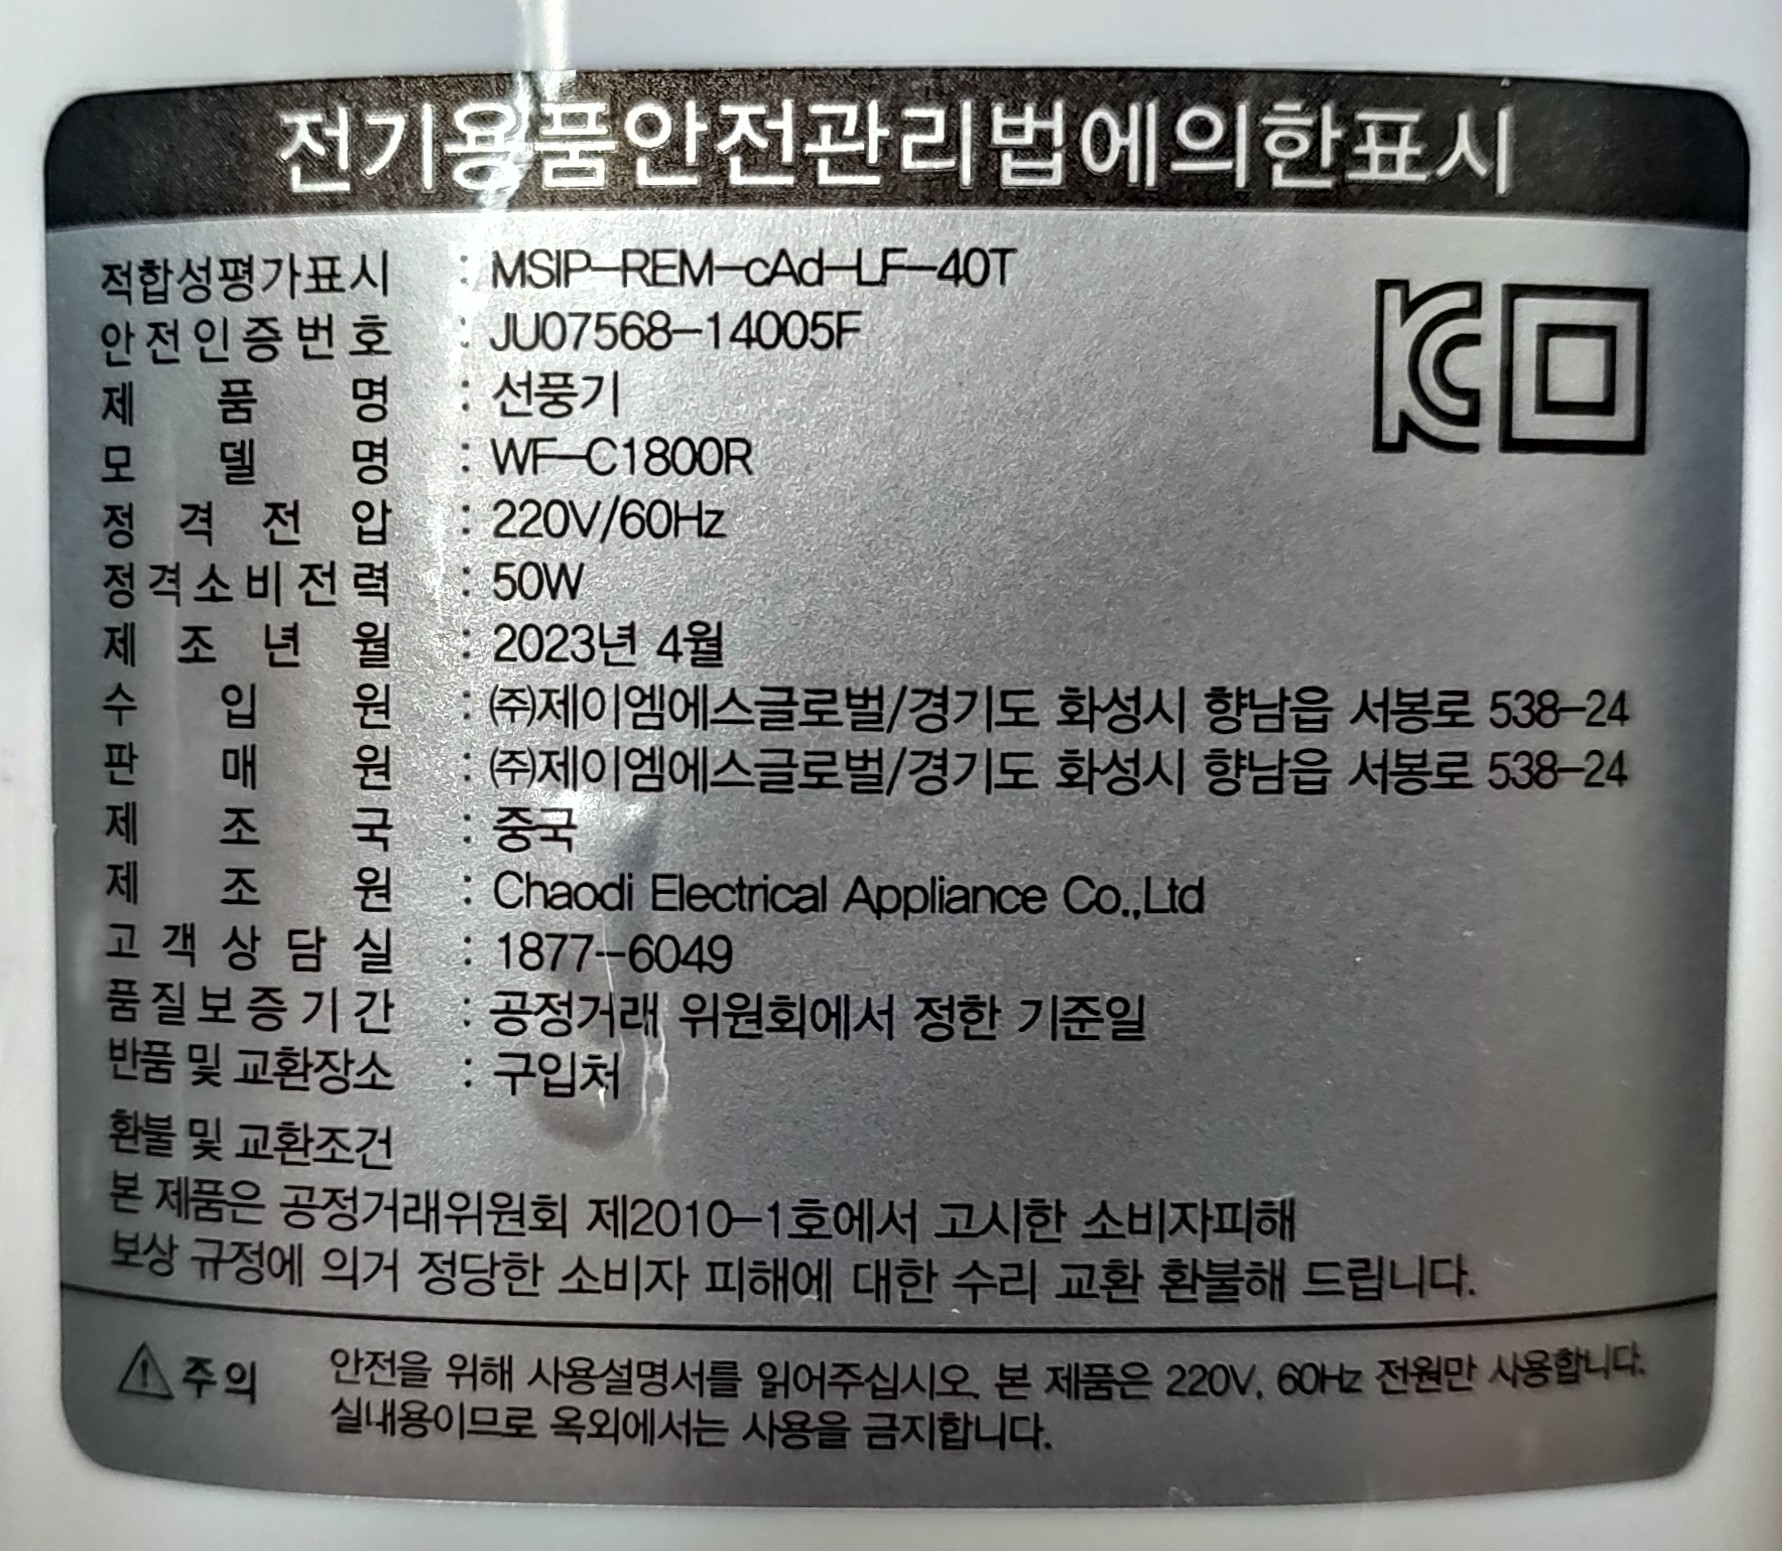 전기용품안전관리법에의한표시
적합성평가표시 : MSIP-REM-cAd-LF-40T
안전인증번호 : JU07568-14005F
제품명 : 선풍기
모델명 : WF-C1800R
정격전압 : 220V/60Hz
정격소비전력 : 50W
제조년월 : 2023년 4월
수입원 : ㈜제이엠에스글로벌/경기도 화성시 향남읍 서봉로 538-24
판매원 : ㈜제이엠에스글로벌/경기도 화성시 향남읍 서봉로 538-24
제조국 : 중국
제조원 : Chaodi Electrical Appliance Co.,Ltd
고객상담실 : 1877-6049
품질보증기간 : 공정거래 위원회에서 정한 기준일
반품 및 교환장소 : 구입처
환불 및 교환조건
본 제품은 공정거래위원회 제2010-1호에서 고시한 소비자피해
보상 규정에 의거 정당한 소비자 피해에 대한 수리 교환 환불해 드립니다.
주의 안전을 위해 사용설명서를 읽어주십시오. 본 제품은 220V, 60Hz 전원만 사용합니다.
실내용이므로 옥외에서는 사용을 금지합니다.